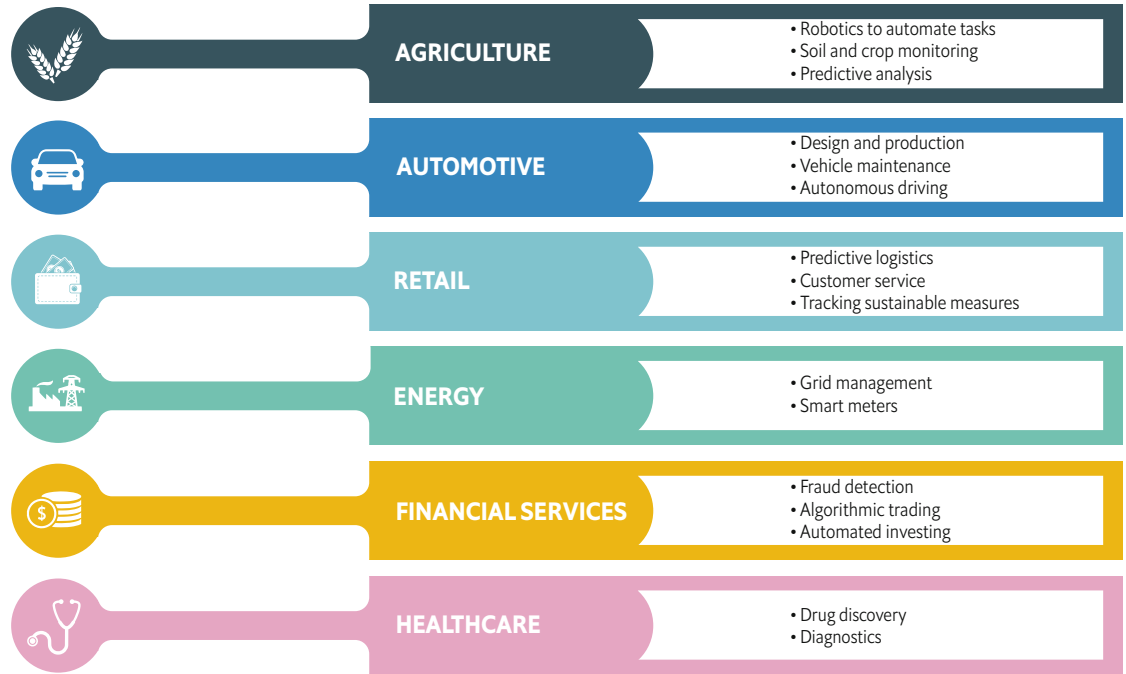 AGRICULTURE
• Robotics to automate tasks
• Soil and crop monitoring
• Predictive analysis
AUTOMOTIVE
• Design and production
• Vehicle maintenance
• Autonomous driving
RETAIL
• Predictive logistics
• Customer service
• Tracking sustainable measures
ENERGY
• Grid management
• Smart meters
$
FINANCIAL SERVICES
• Fraud detection
• Algorithmic trading
• Automated investing
HEALTHCARE
• Drug discovery
• Diagnostics